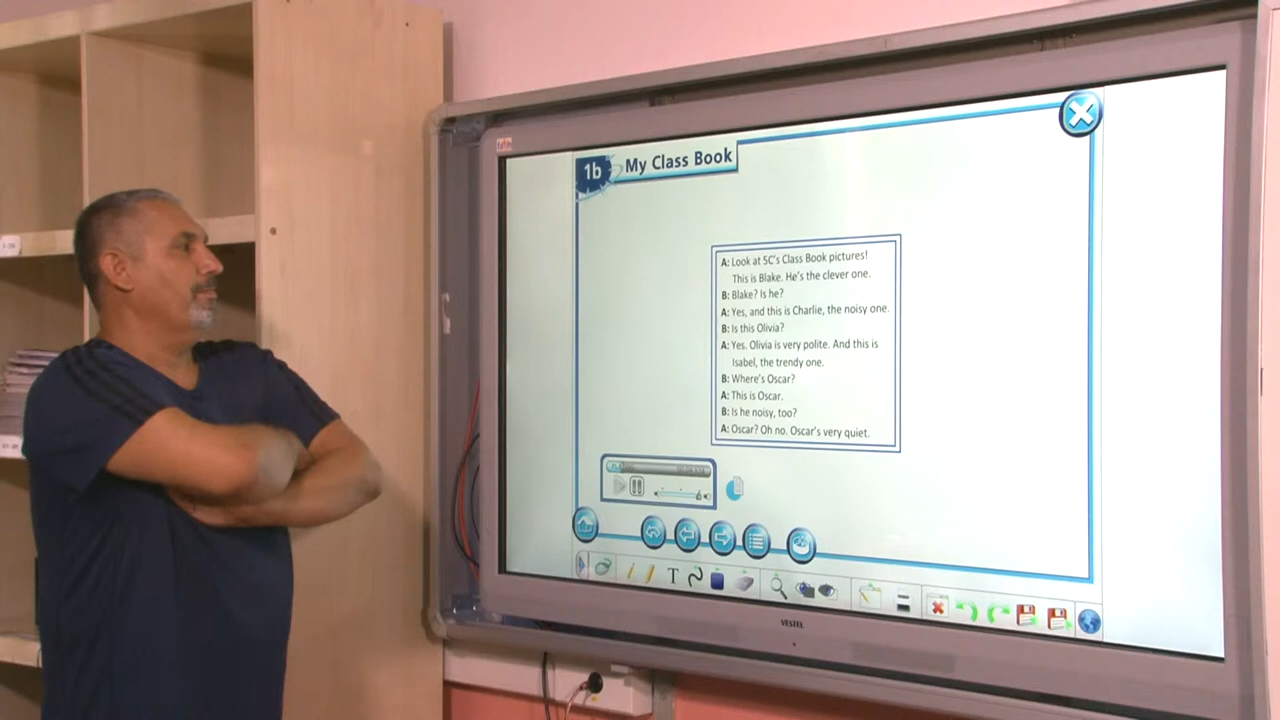 1b My Class Book
A: Look at 5C's Class Book pictures!
This is Blake. He's the clever one.
B: Blake? Is he?
A: Yes, and this is Charlie, the noisy one.
B: Is this Olivia?
A: Yes. Olivia is very polite. And this is
Isabel, the trendy one.
B: Where's Oscar?
A: This is Oscar.
B: Is he noisy, too?
A: Oscar? Oh no. Oscar's very quiet.
T
VESTEL